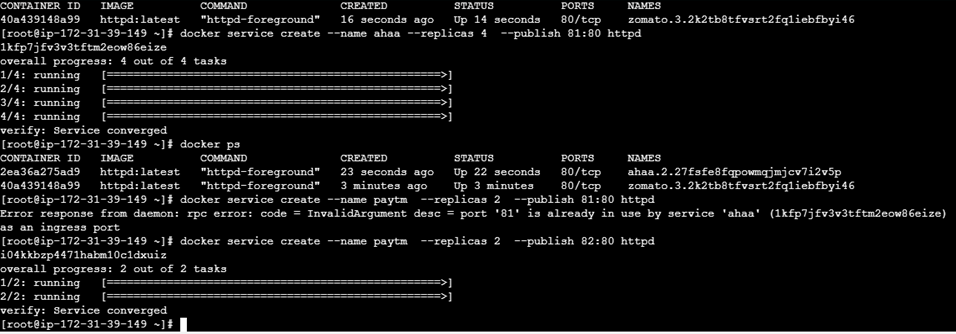 CONTAINER ID   IMAGE          COMMAND              CREATED          STATUS          PORTS     NAMES
40a439148a99   httpd:latest   "httpd-foreground"   16 seconds ago   Up 14 seconds   80/tcp    zomato.3.2k2tb8tfvsrt2fq1iebfbyi46
[root@ip-172-31-39-149 ~]# docker service create --name ahaa --replicas 4  --publish 81:80 httpd
1kfp7jfv3v3tftm2eow86eize
overall progress: 4 out of 4 tasks
1/4: running   [==================================================>]
2/4: running   [==================================================>]
3/4: running   [==================================================>]
4/4: running   [==================================================>]
verify: Service converged
[root@ip-172-31-39-149 ~]# docker ps
CONTAINER ID   IMAGE          COMMAND              CREATED          STATUS          PORTS     NAMES
2ea36a275ad9   httpd:latest   "httpd-foreground"   23 seconds ago   Up 22 seconds   80/tcp    ahaa.2.27fsfe8fqpowmqjmjcv7i2v5p
40a439148a99   httpd:latest   "httpd-foreground"   3 minutes ago    Up 3 minutes    80/tcp    zomato.3.2k2tb8tfvsrt2fq1iebfbyi46
[root@ip-172-31-39-149 ~]# docker service create --name paytm  --replicas 2  --publish 81:80 httpd
Error response from daemon: rpc error: code = InvalidArgument desc = port '81' is already in use by service 'ahaa' (1kfp7jfv3v3tftm2eow86eize)
as an ingress port
[root@ip-172-31-39-149 ~]# docker service create --name paytm  --replicas 2  --publish 82:80 httpd
i04kkbzp4471habm10c1dxuiz
overall progress: 2 out of 2 tasks
1/2: running   [==================================================>]
2/2: running   [==================================================>]
verify: Service converged
[root@ip-172-31-39-149 ~]#